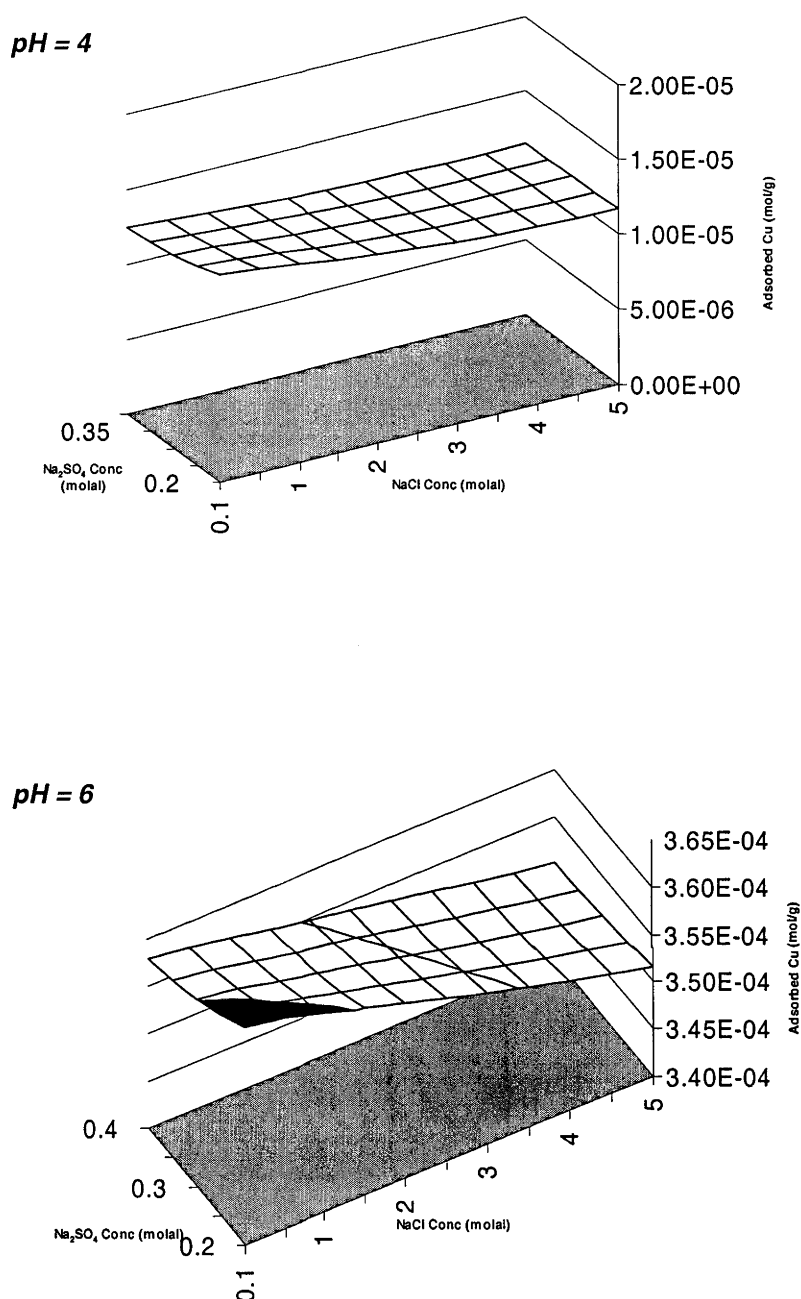 pH = 4
2.00E-05
1.50E-05
1.00E-05
5.00E-06
0.00E+00
Adsorbed Cu (mol/g)
0.35
0.2
Na₂SO₄ Conc
(molal)
0.1
1
2
3
4
5
NaCl Conc (molal)
pH = 6
3.65E-04
3.60E-04
3.55E-04
3.50E-04
3.45E-04
3.40E-04
Adsorbed Cu (mol/g)
0.4
0.3
0.2
Na₂SO₄ Conc (molal)
0.1
1
2
3
4
5
NaCl Conc (molal)